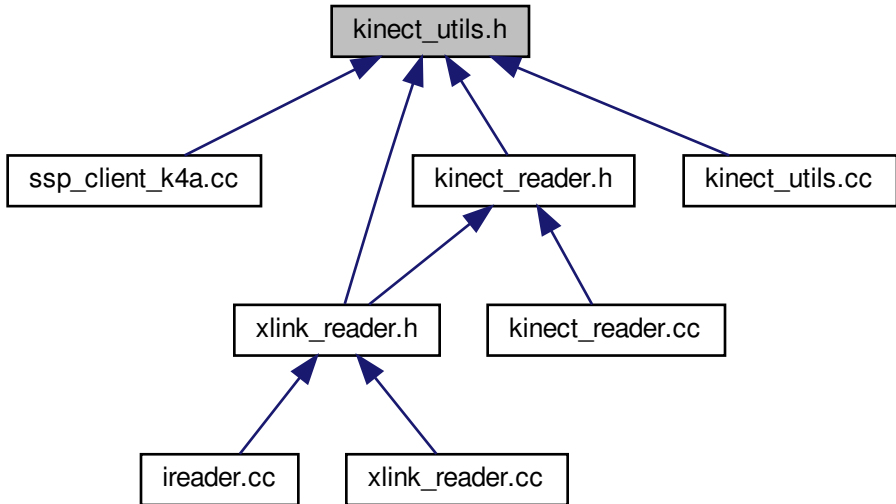 kinect_utils.h
ssp_client_k4a.cc
kinect_reader.h
kinect_utils.cc
xlink_reader.h
kinect_reader.cc
ireader.cc
xlink_reader.cc